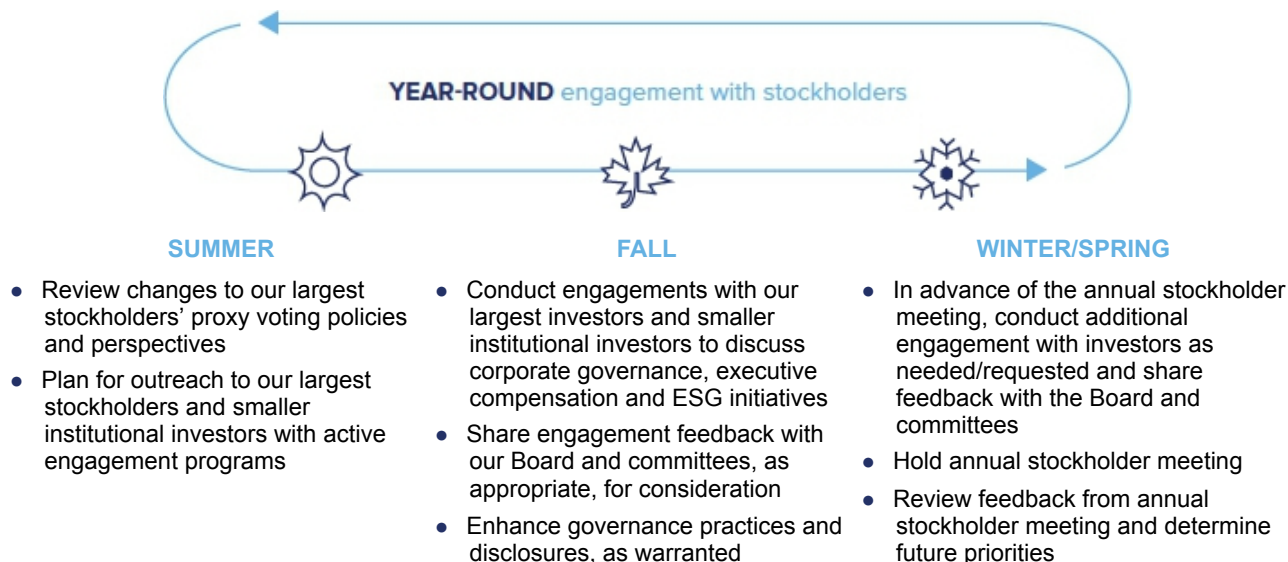 YEAR-ROUND engagement with stockholders
SUMMER
● Review changes to our largest
stockholders’ proxy voting policies
and perspectives
● Plan for outreach to our largest
stockholders and smaller
institutional investors with active
engagement programs
FALL
● Conduct engagements with our
largest investors and smaller
institutional investors to discuss
corporate governance, executive
compensation and ESG initiatives
● Share engagement feedback with
our Board and committees, as
appropriate, for consideration
● Enhance governance practices and
disclosures, as warranted
WINTER/SPRING
● In advance of the annual stockholder
meeting, conduct additional
engagement with investors as
needed/requested and share
feedback with the Board and
committees
● Hold annual stockholder meeting
● Review feedback from annual
stockholder meeting and determine
future priorities